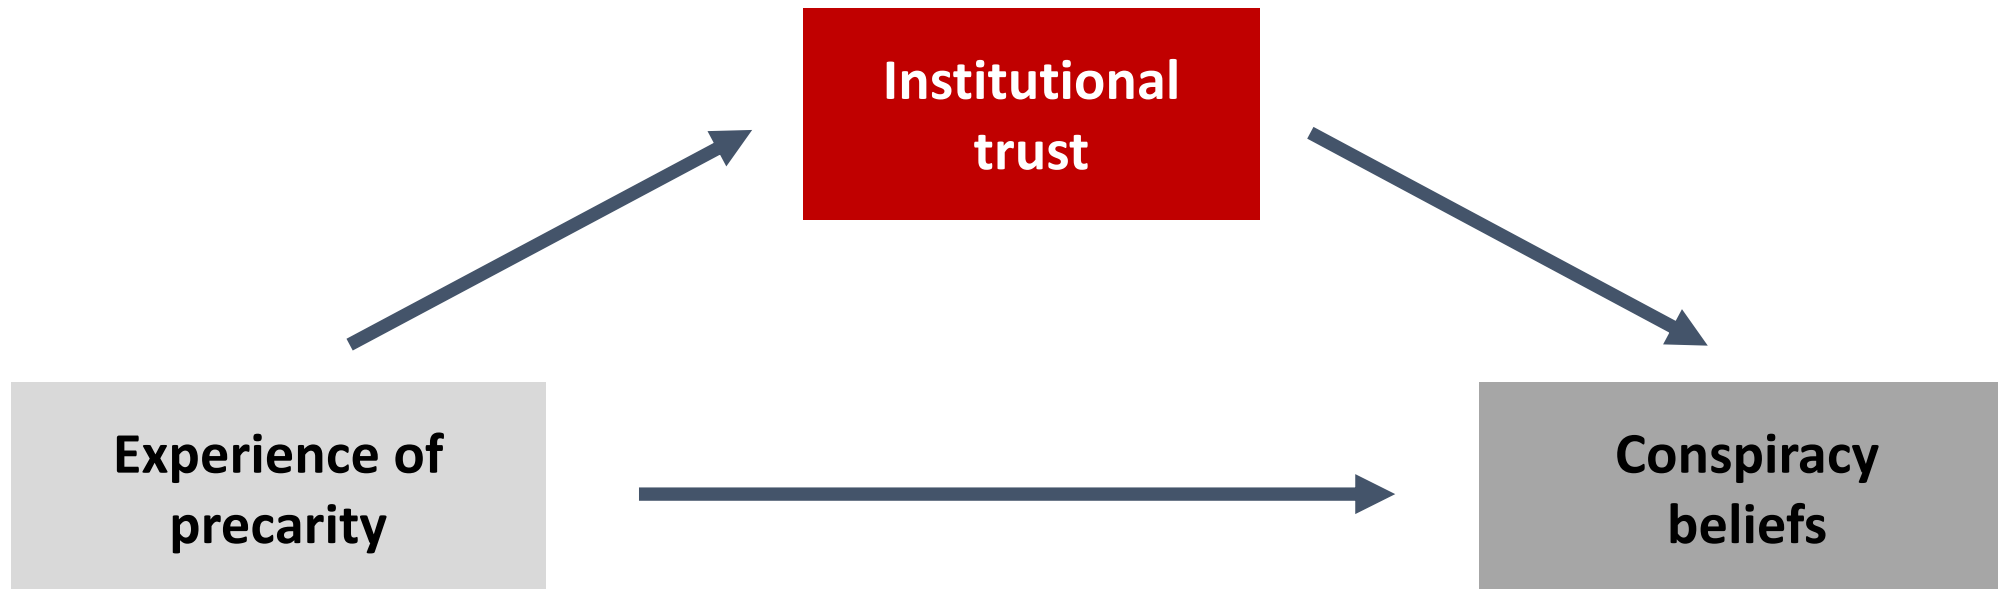 Institutional
trust
Experience of
precarity
Conspiracy
beliefs